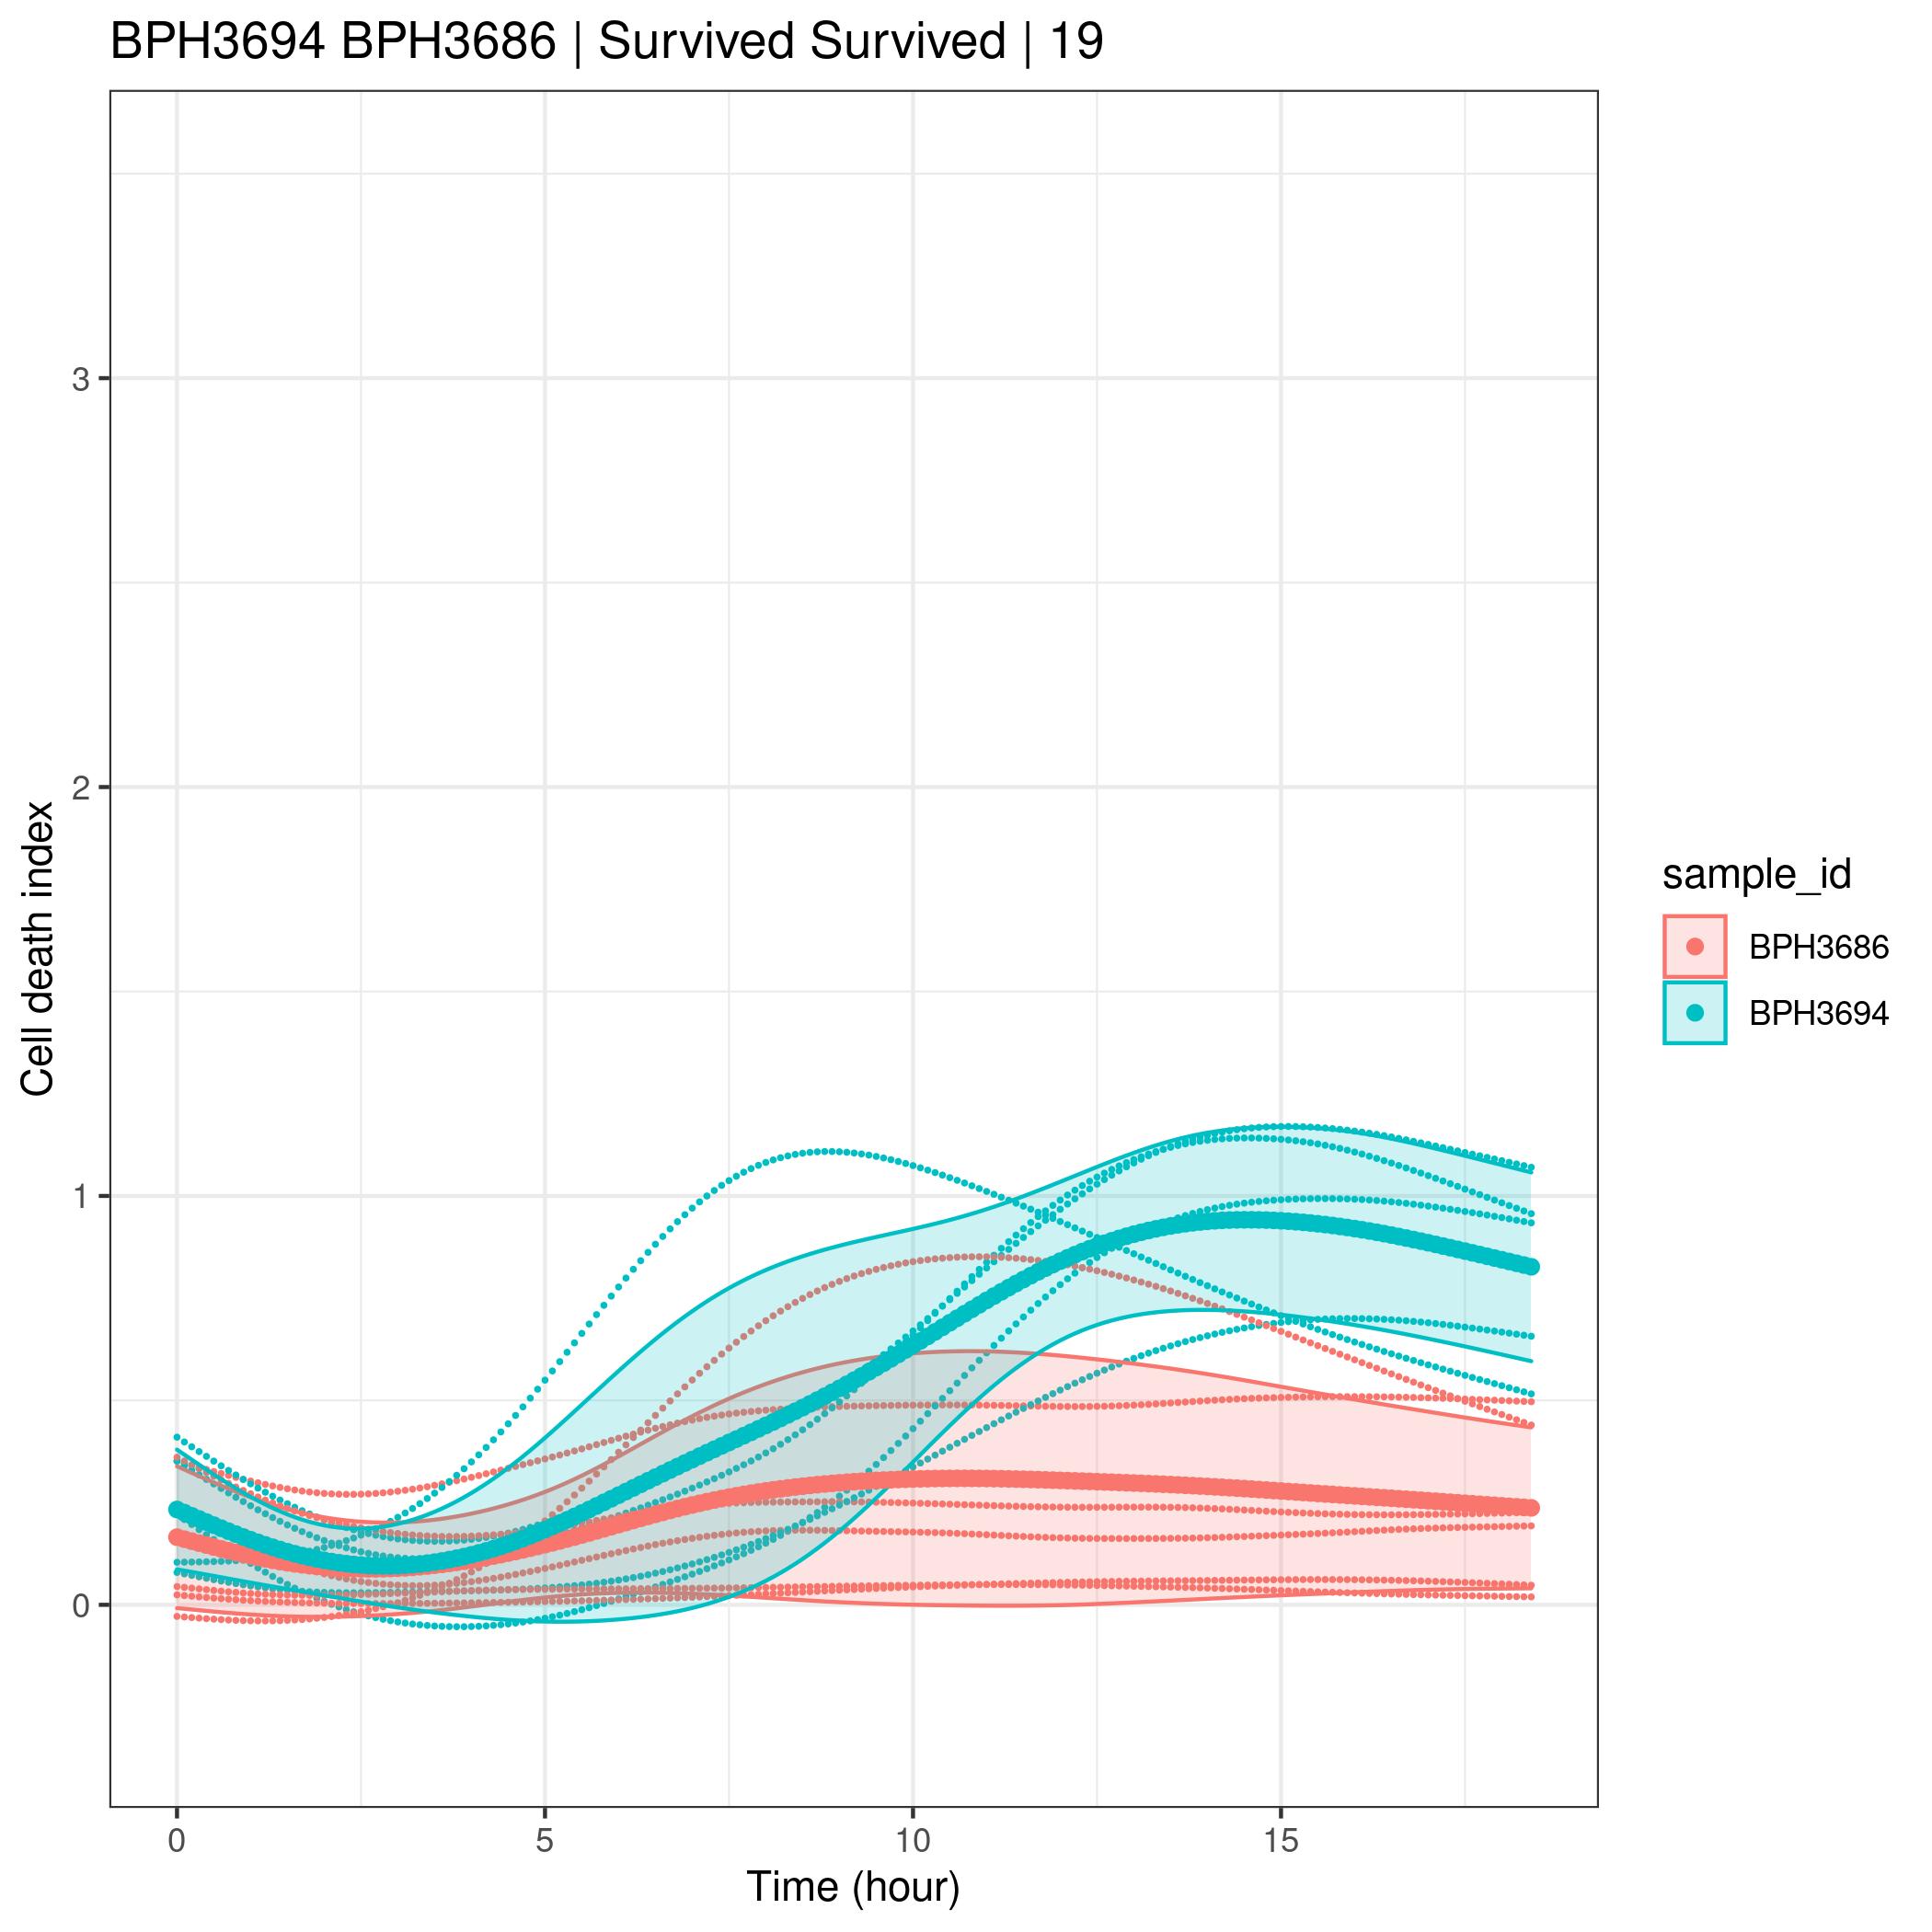 BPH3694 BPH3686 | Survived Survived | 19
Cell death index
3
2
1
0
0 5 10 15
Time (hour)
sample_id
BPH3686
BPH3694